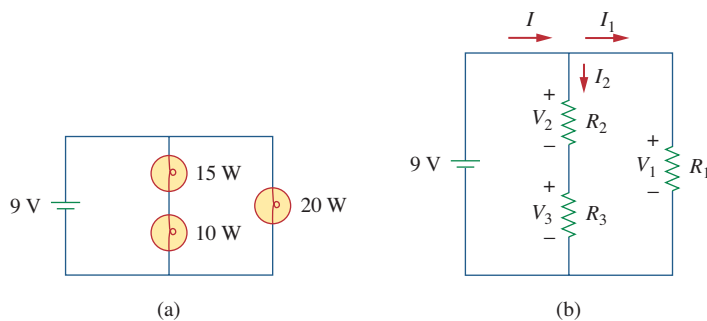 9 V
15 W
10 W
20 W
(a)
I
I₁
I₂
9 V
+
V₂
−
R₂
+
V₃
−
R₃
+
V₁
−
R₁
(b)